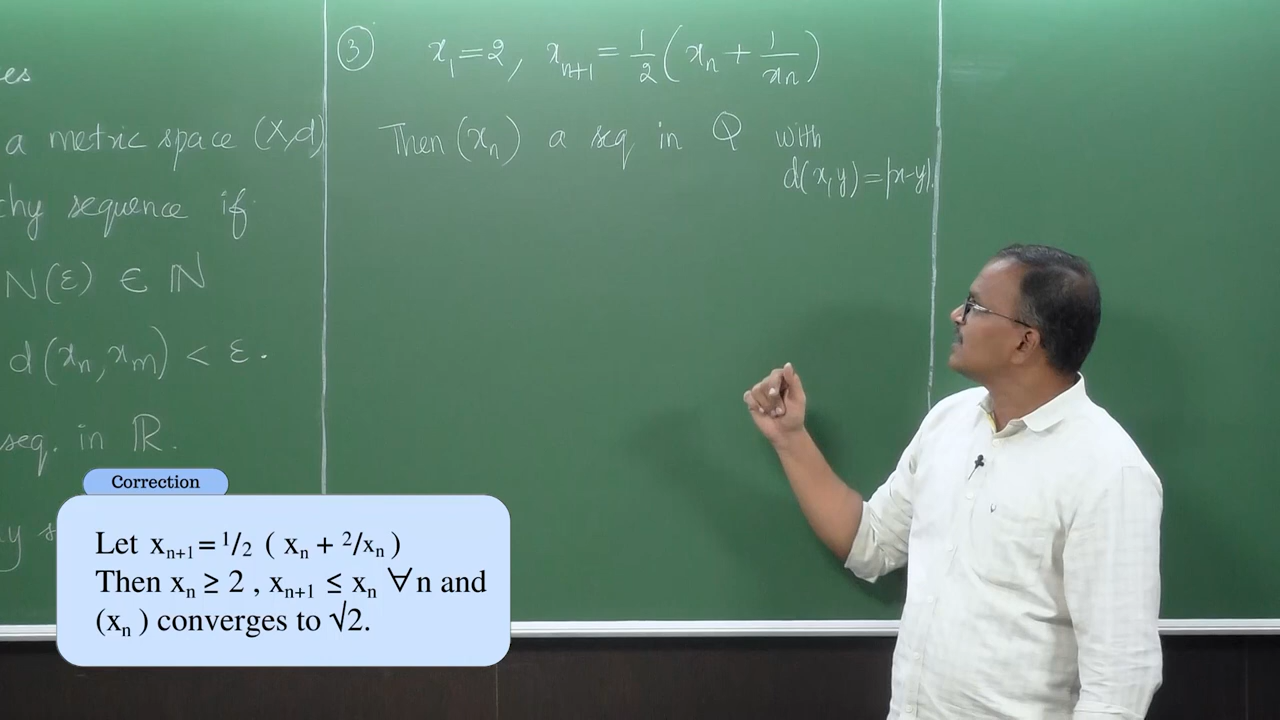 es
a metric space (X,d)
chy sequence if
N(ε) ∈ ℕ
d(xₙ, xₘ) < ε.
seq. in ℝ.
③ x₁ = 2, xₙ₊₁ = 1/2 (xₙ + 1/xₙ)
Then (xₙ) a seq in Q with
d(x,y) = |x-y|.
Correction
Let xₙ₊₁ = 1/2 ( xₙ + 2/xₙ )
Then xₙ ≥ 2 , xₙ₊₁ ≤ xₙ ∀n and
(xₙ ) converges to √2.